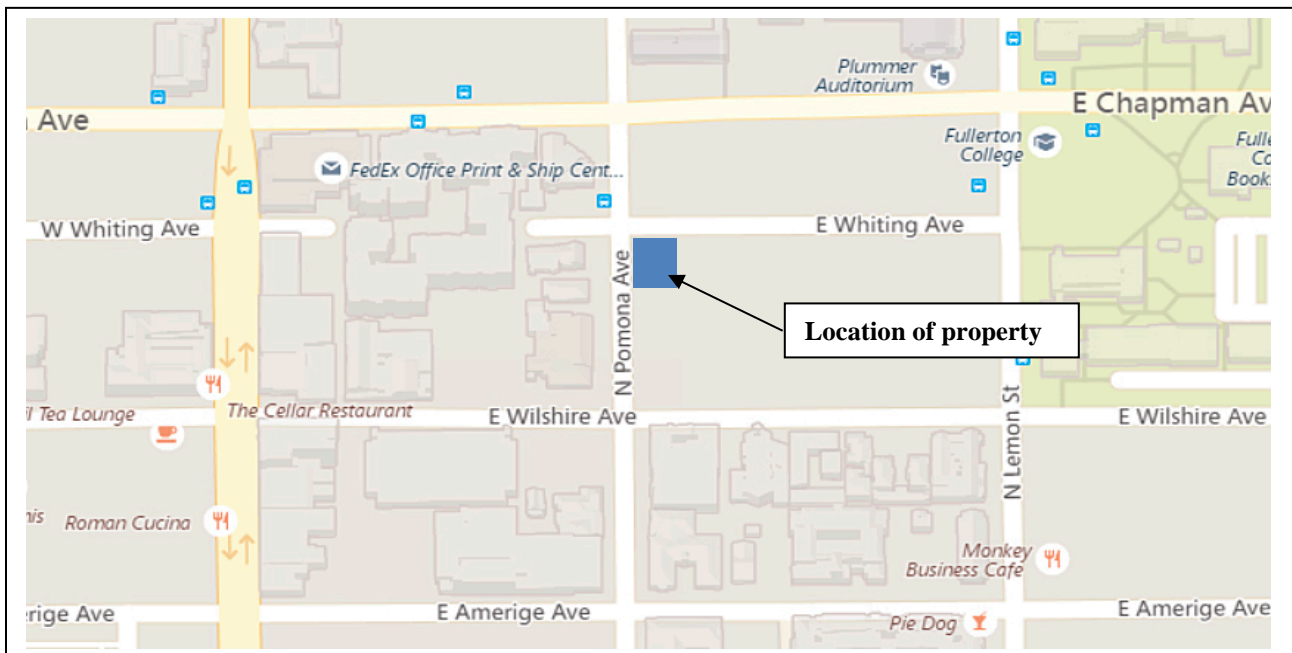 Plummer
Auditorium
E Chapman Av
Ave
Fullerton
College
Fulle
Co
Book
FedEx Office Print & Ship Cent...
W Whiting Ave
E Whiting Ave
N Pomona Ave
Location of property
N Lemon St
Tea Lounge
The Cellar Restaurant
E Wilshire Ave
E Wilshire Ave
Roman Cucina
Monkey
Business Cafe
erige Ave
E Amerige Ave
E Amerige Ave
Pie Dog